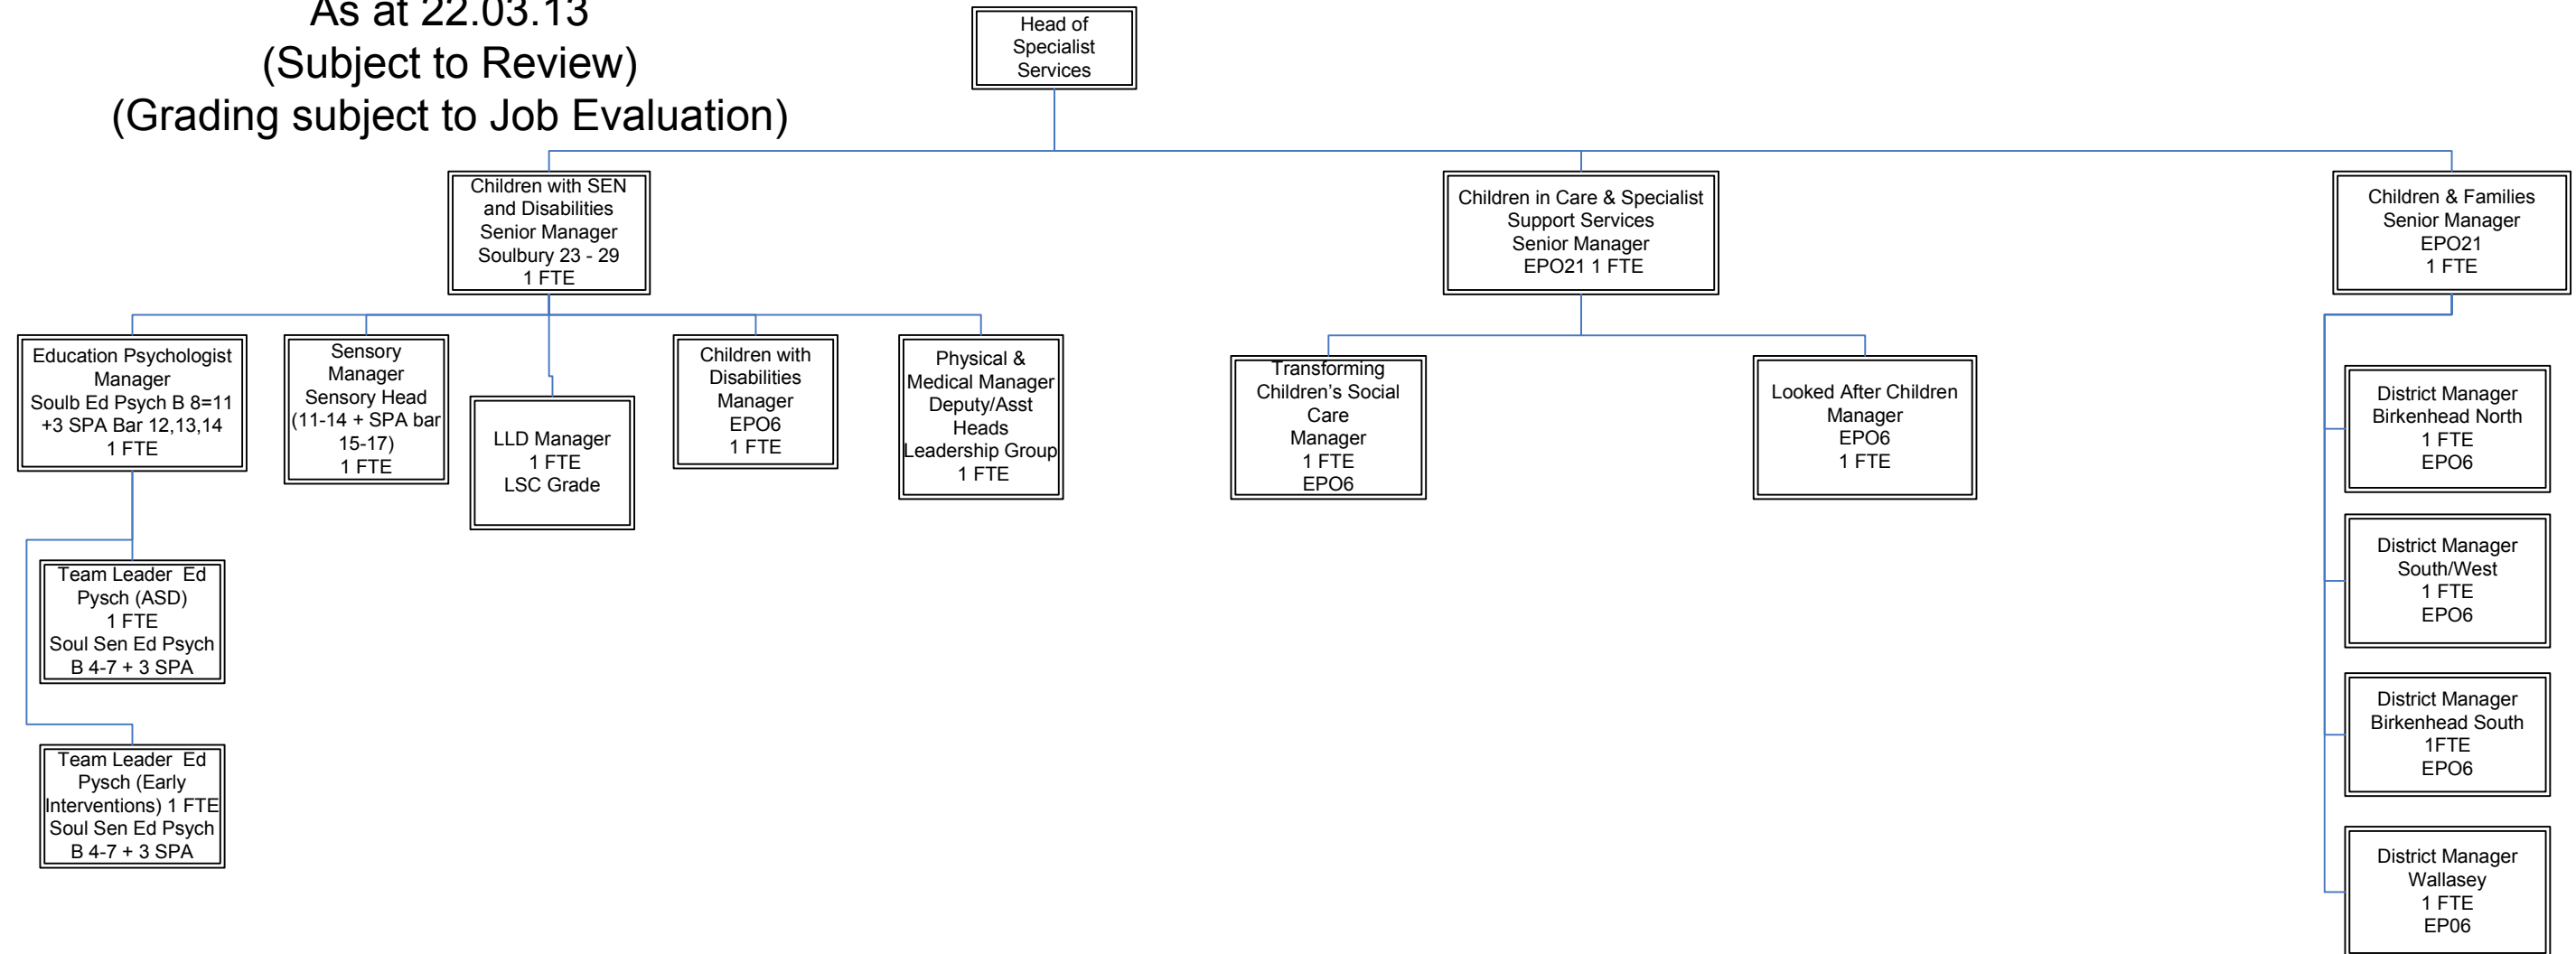 As at 22.03.13
(Subject to Review)
(Grading subject to Job Evaluation)
Head of
Specialist
Services
Children with SEN
and Disabilities
Senior Manager
Soulbury 23 - 29
1 FTE
Children in Care & Specialist
Support Services
Senior Manager
EPO21 1 FTE
Children & Families
Senior Manager
EPO21
1 FTE
Education Psychologist
Manager
Soulb Ed Psych B 8=11
+3 SPA Bar 12,13,14
1 FTE
Sensory
Manager
Sensory Head
(11-14 + SPA bar
15-17)
1 FTE
LLD Manager
1 FTE
LSC Grade
Children with
Disabilities
Manager
EPO6
1 FTE
Physical &
Medical Manager
Deputy/Asst
Heads
Leadership Group
1 FTE
Transforming
Children’s Social
Care
Manager
1 FTE
EPO6
Looked After Children
Manager
EPO6
1 FTE
District Manager
Birkenhead North
1 FTE
EPO6
District Manager
South/West
1 FTE
EPO6
District Manager
Birkenhead South
1FTE
EPO6
District Manager
Wallasey
1 FTE
EP06
Team Leader  Ed
Pysch (ASD)
1 FTE
Soul Sen Ed Psych
B 4-7 + 3 SPA
Team Leader  Ed
Pysch (Early
Interventions) 1 FTE
Soul Sen Ed Psych
B 4-7 + 3 SPA